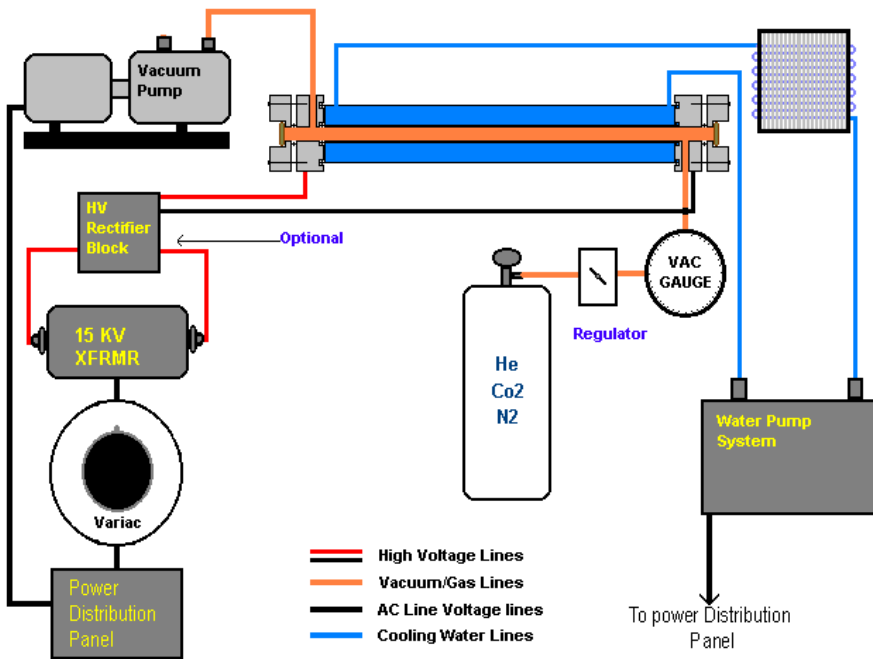 Vacuum
Pump
HV
Rectifier
Block
Optional
VAC
GAUGE
Regulator
15 KV
XFRMR
He
Co2
N2
Water Pump
System
Variac
High Voltage Lines
Vacuum/Gas Lines
AC Line Voltage lines
Cooling Water Lines
Power
Distribution
Panel
To power Distribution
Panel